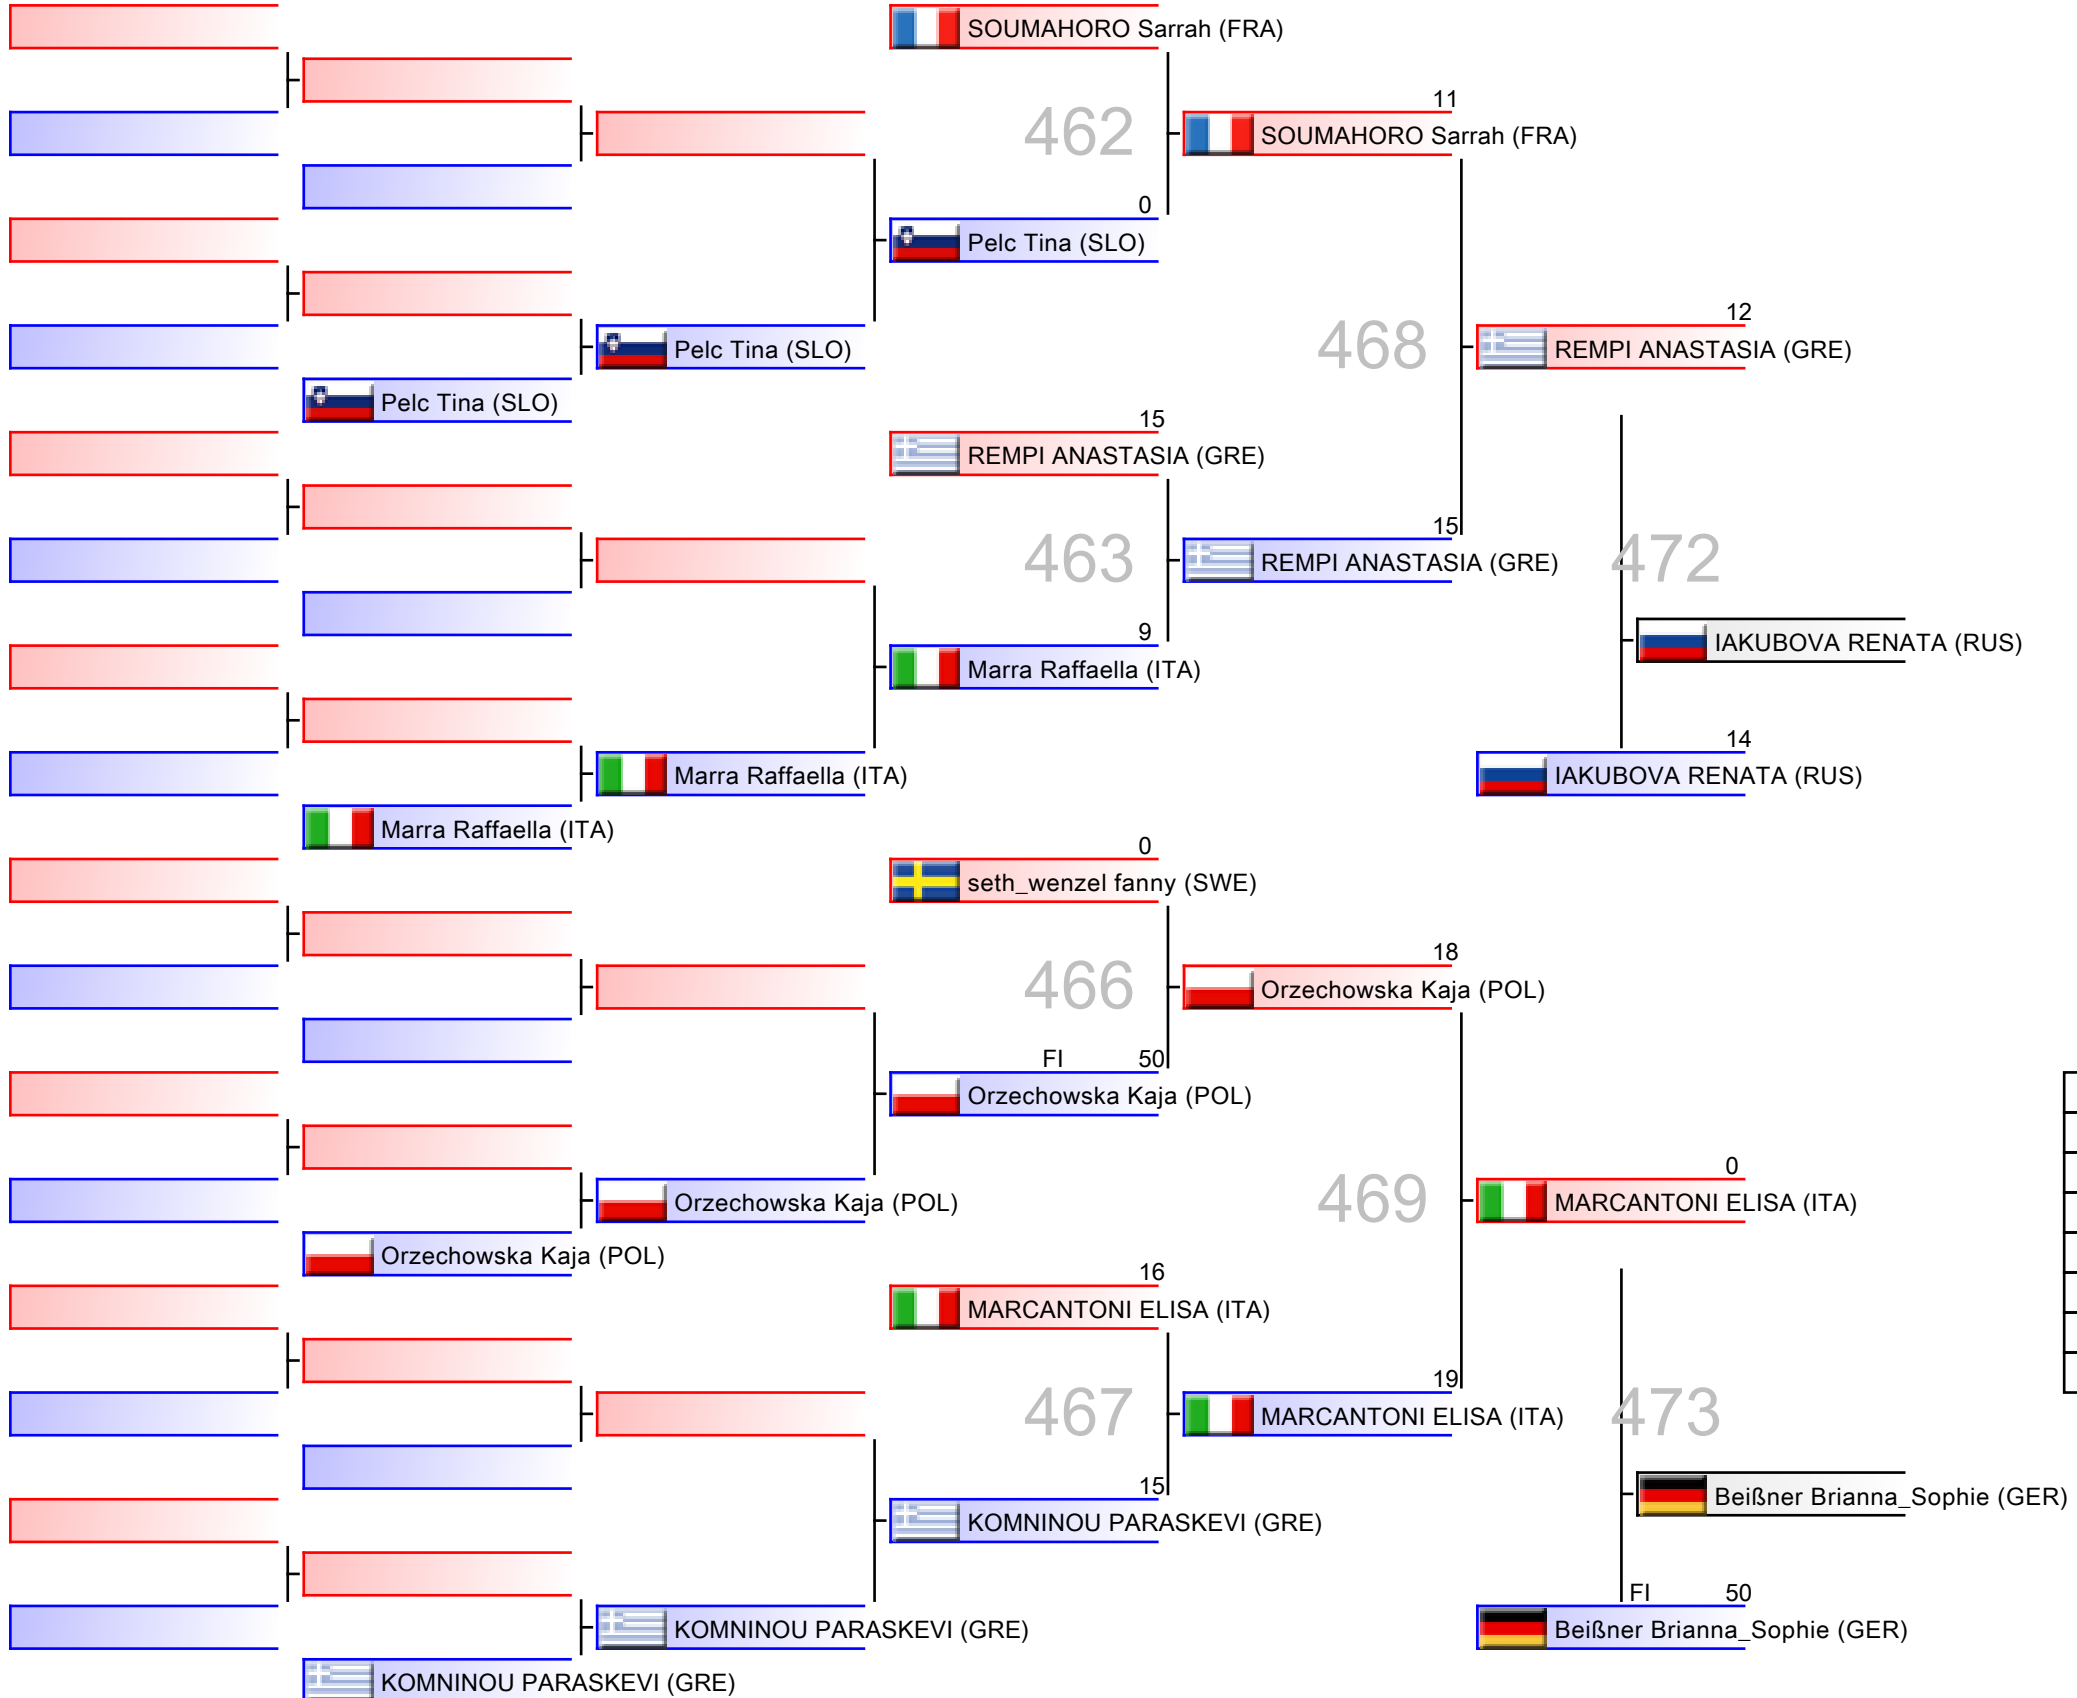 SOUMAHORO Sarrah (FRA)
462
11
SOUMAHORO Sarrah (FRA)
0
Pelc Tina (SLO)
468
12
REMPI ANASTASIA (GRE)
Pelc Tina (SLO)
Pelc Tina (SLO)
15
REMPI ANASTASIA (GRE)
463
15
REMPI ANASTASIA (GRE)
472
9
Marra Raffaella (ITA)
IAKUBOVA RENATA (RUS)
14
IAKUBOVA RENATA (RUS)
Marra Raffaella (ITA)
Marra Raffaella (ITA)
0
seth_wenzel fanny (SWE)
466
18
Orzechowska Kaja (POL)
FI 50
Orzechowska Kaja (POL)
469
0
MARCANTONI ELISA (ITA)
Orzechowska Kaja (POL)
Orzechowska Kaja (POL)
16
MARCANTONI ELISA (ITA)
467
19
MARCANTONI ELISA (ITA)
473
15
KOMNINOU PARASKEVI (GRE)
Beißner Brianna_Sophie (GER)
FI 50
Beißner Brianna_Sophie (GER)
KOMNINOU PARASKEVI (GRE)
KOMNINOU PARASKEVI (GRE)